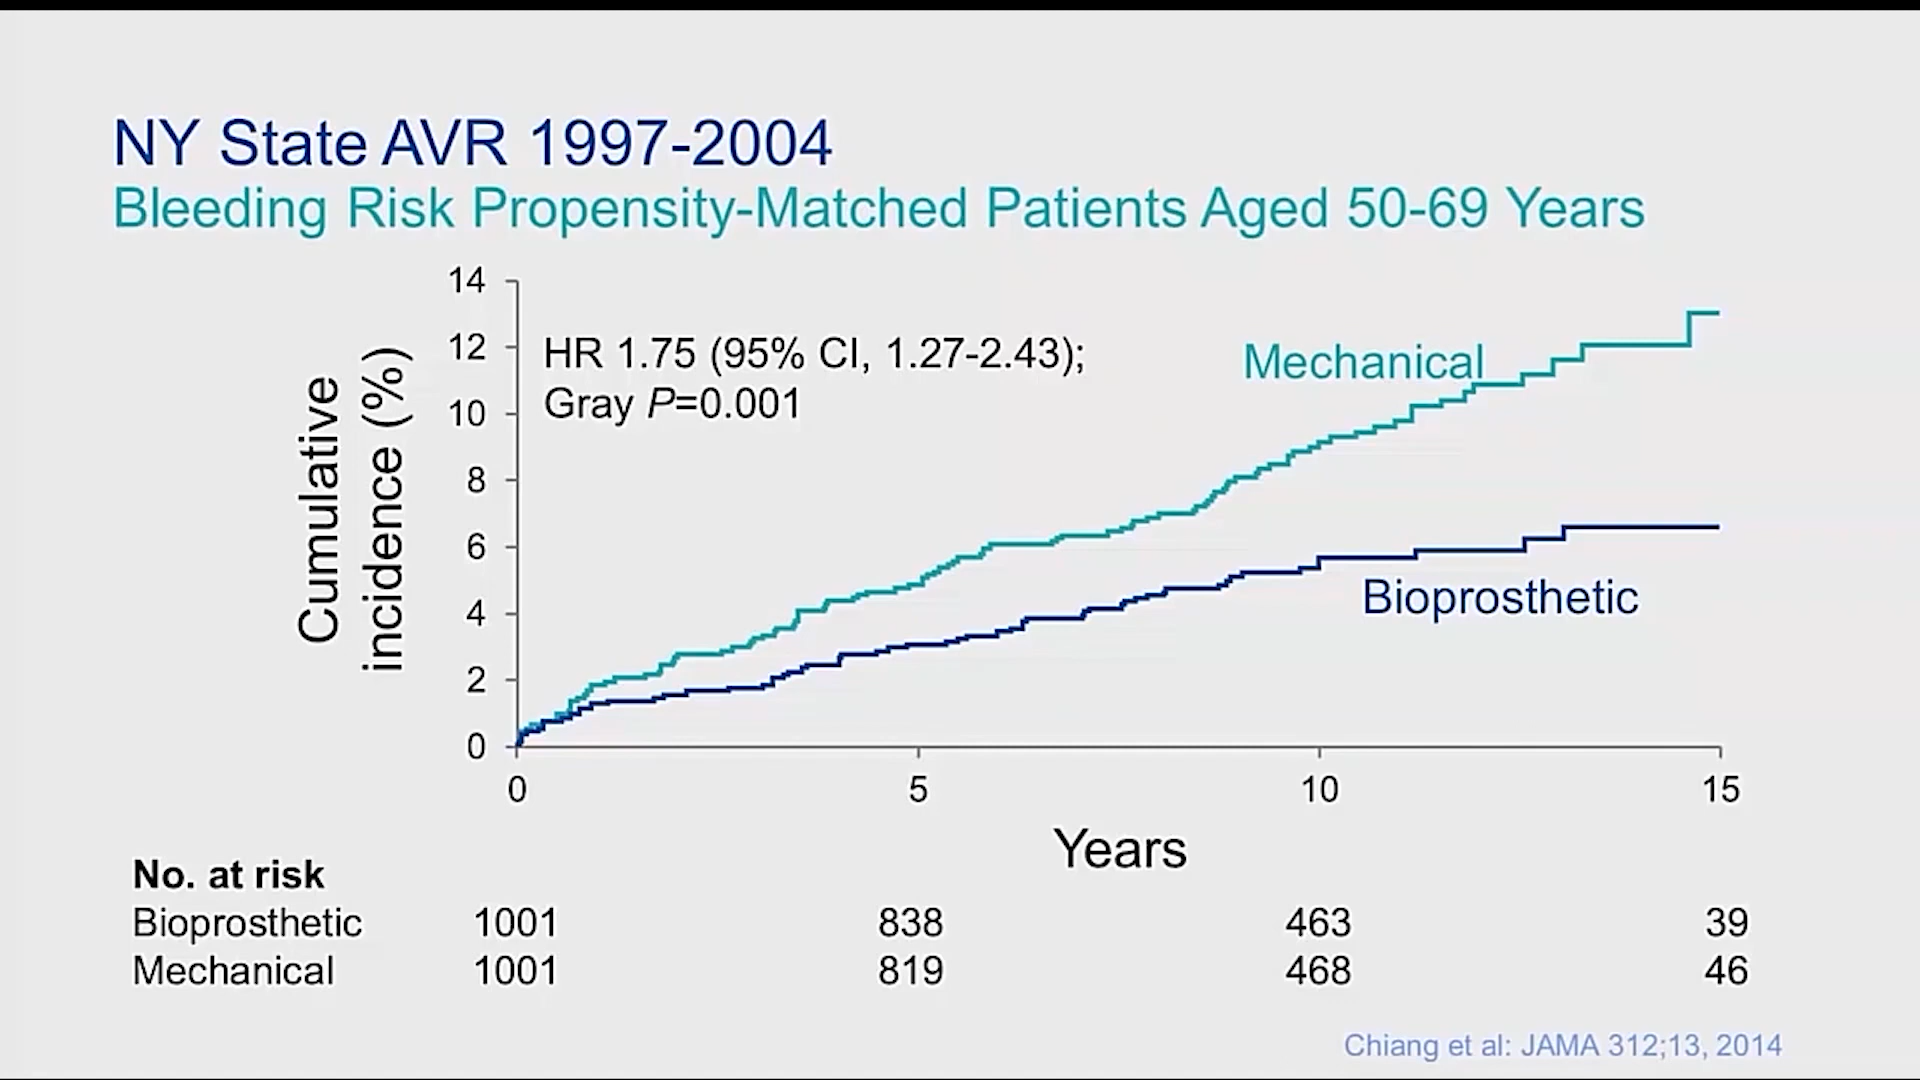 NY State AVR 1997-2004
Bleeding Risk Propensity-Matched Patients Aged 50-69 Years
Cumulative
incidence (%)
14
12
10
8
6
4
2
0
HR 1.75 (95% CI, 1.27-2.43);
Gray P=0.001
Mechanical
Bioprosthetic
0 5 10 15
Years
No. at risk
Bioprosthetic 1001 838 463 39
Mechanical 1001 819 468 46
Chiang et al: JAMA 312;13, 2014